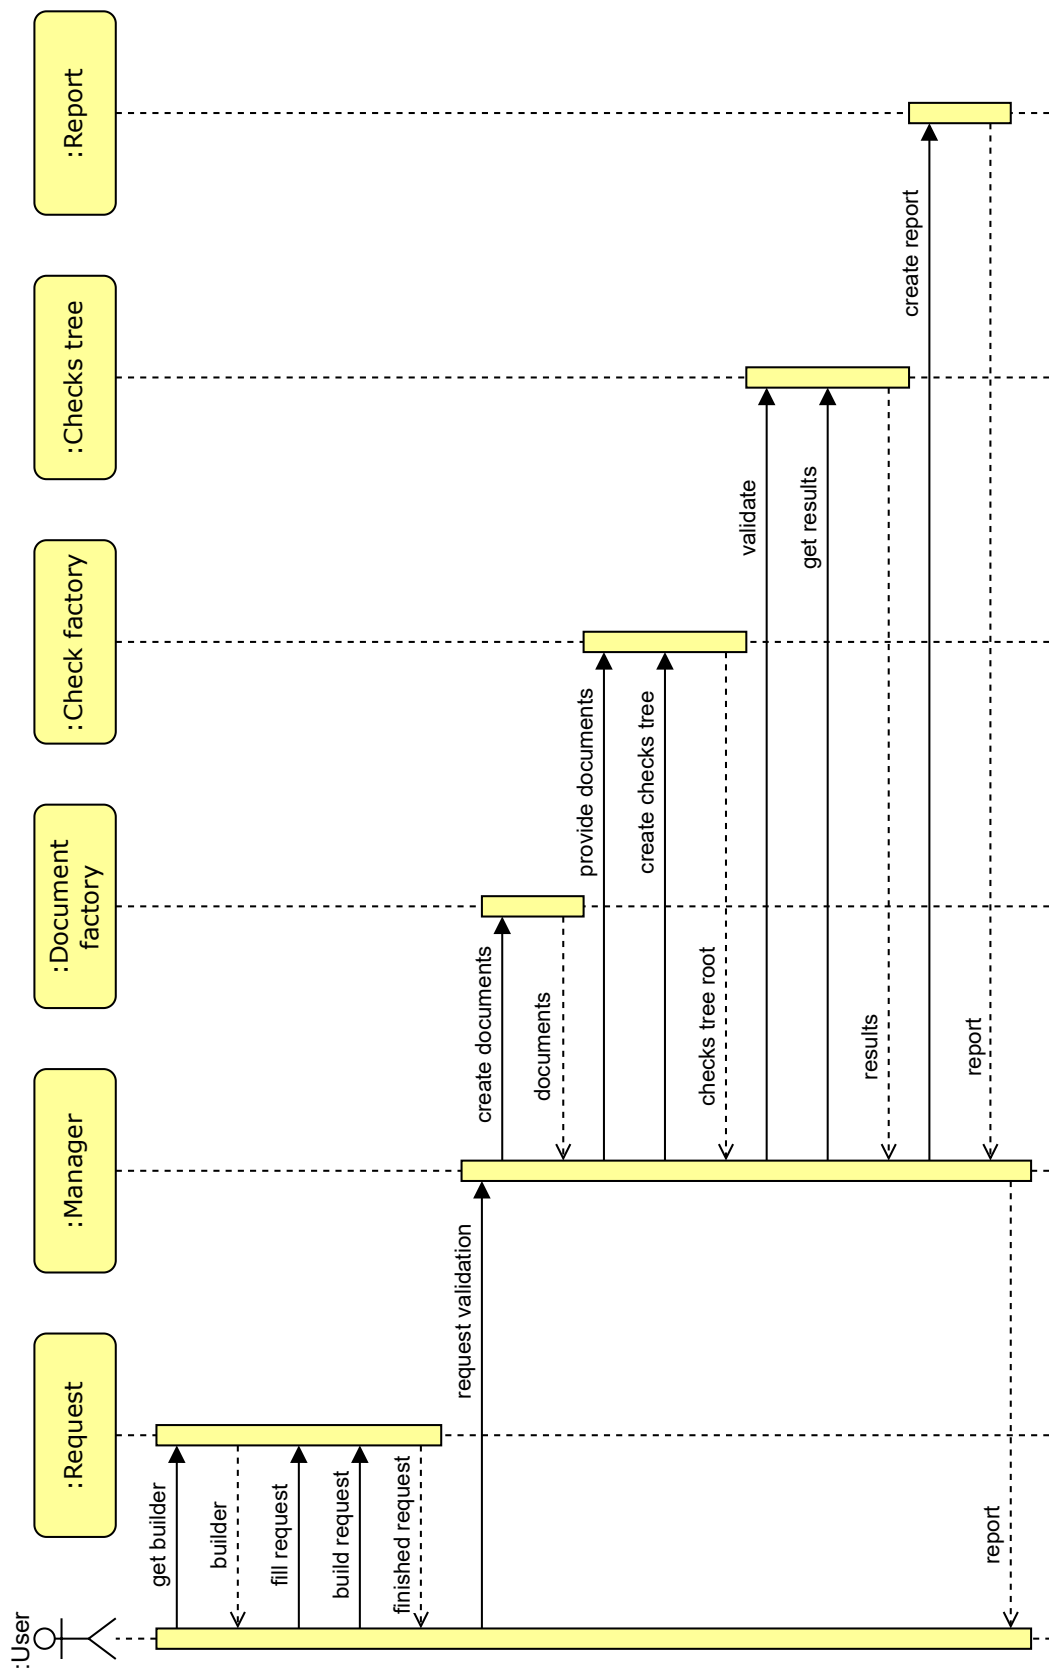 :User
:Request
:Manager
:Document
factory
:Check factory
:Checks tree
:Report
get builder
builder
fill request
build request
finished request
request validation
create documents
documents
provide documents
create checks tree
checks tree root
validate
get results
results
create report
report
report